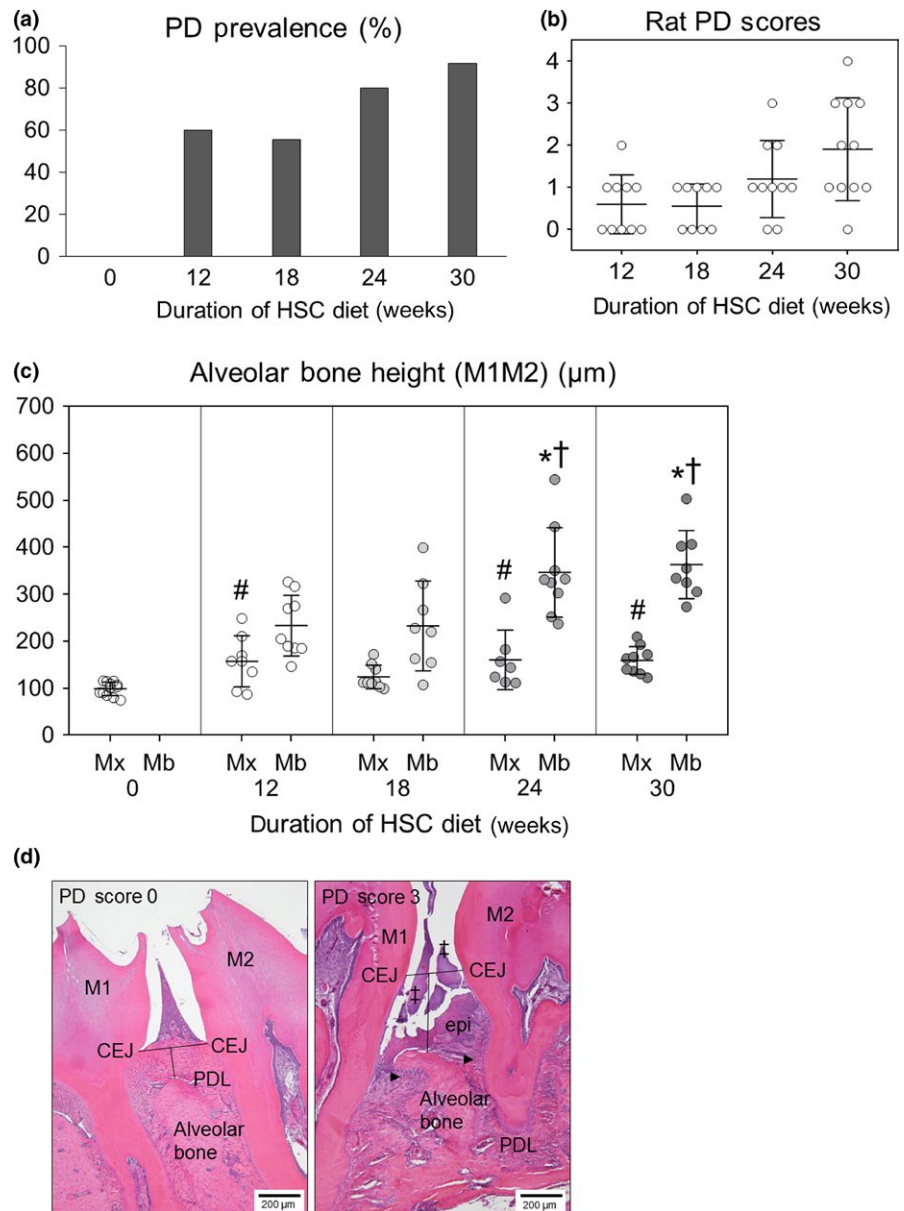 (a)
PD prevalence (%)
100
80
60
40
20
0
0 12 18 24 30
Duration of HSC diet (weeks)
(b)
Rat PD scores
4
3
2
1
0
12 18 24 30
Duration of HSC diet (weeks)
(c)
Alveolar bone height (M1M2) (µm)
700
600
500
400
300
200
100
0
# # *† # *†
Mx Mb Mx Mb Mx Mb Mx Mb Mx Mb
0 12 18 24 30
Duration of HSC diet (weeks)
(d)
PD score 0
M1
M2
CEJ CEJ
PDL
Alveolar
bone
200 µm
PD score 3
M1
M2
‡
CEJ CEJ
‡
epi
Alveolar
bone
PDL
200 µm